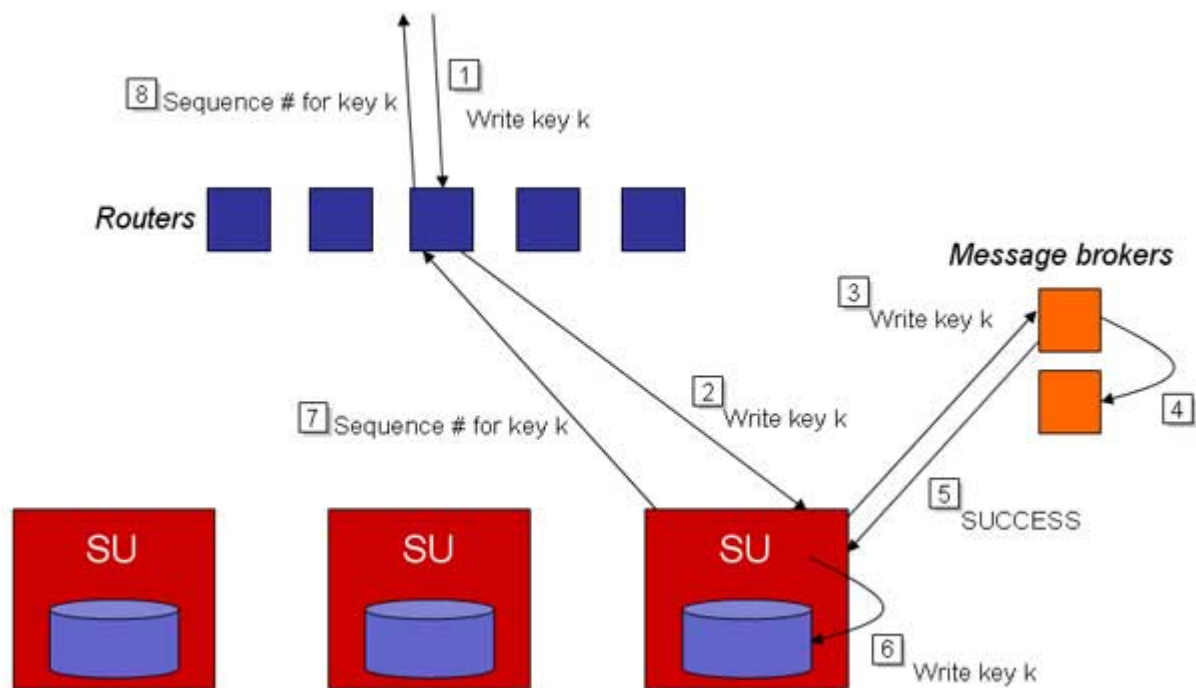 1
8 Sequence # for key k
Write key k
Routers
Message brokers
3
Write key k
2
Write key k
4
7 Sequence # for key k
5
SUCCESS
SU
SU
SU
6
Write key k